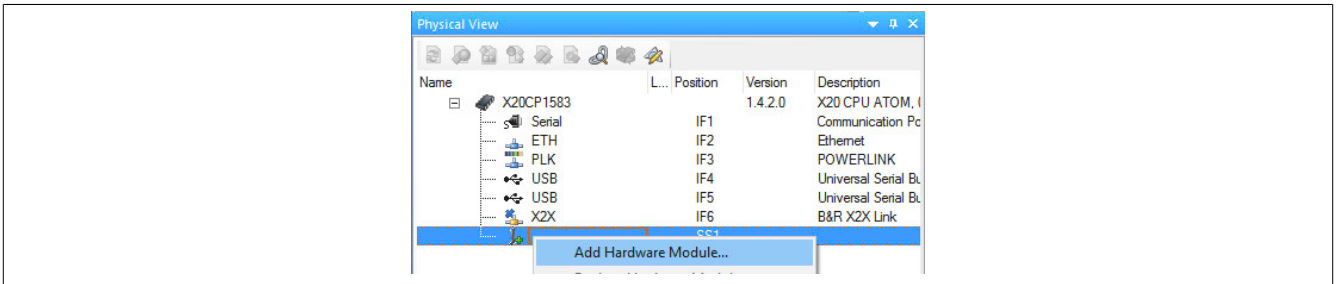 Physical View
Name L... Position Version Description
X20CP1583 1.4.2.0 X20 CPU ATOM, (
Serial IF1 Communication Po
ETH IF2 Ethernet
PLK IF3 POWERLINK
USB IF4 Universal Serial Bu
USB IF5 Universal Serial Bu
X2X IF6 B&R X2X Link
SS1
Add Hardware Module...